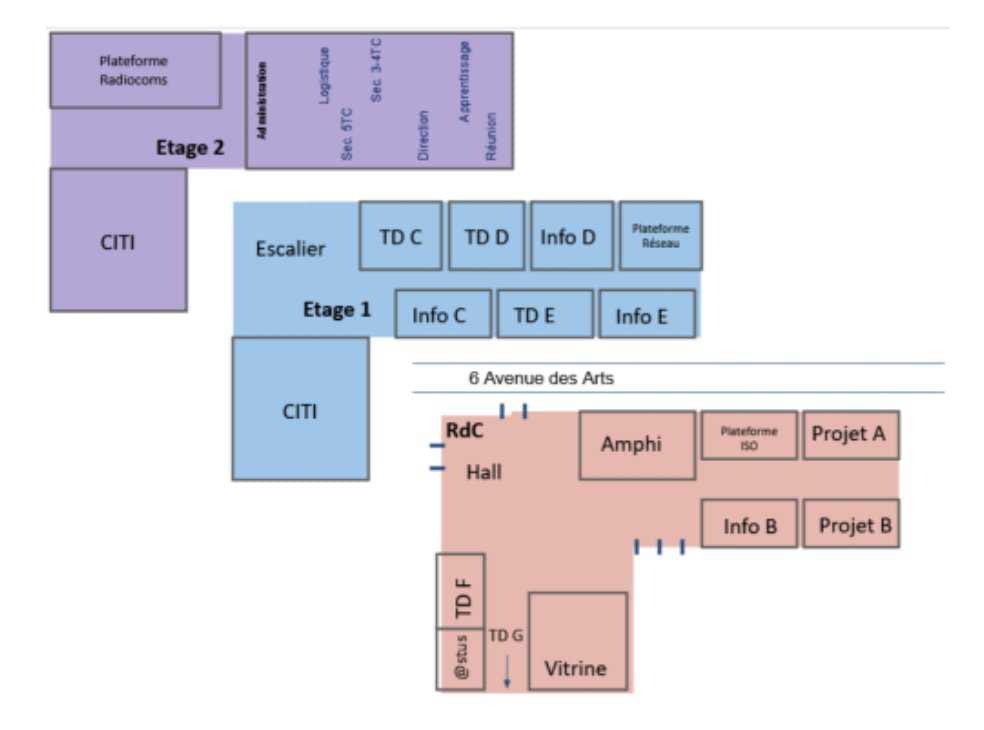 Plateforme
Radiocoms
Administration
Logistique
Sec. 5TC
Sec. 3-4TC
Direction
Apprentissage
Réunion
Etage 2
CITI
Escalier
TD C
TD D
Info D
Plateforme
Réseau
Etage 1
Info C
TD E
Info E
CITI
6 Avenue des Arts
RdC
Hall
Amphi
Plateforme
ISO
Projet A
Info B
Projet B
TD F
@stus
TD G
Vitrine